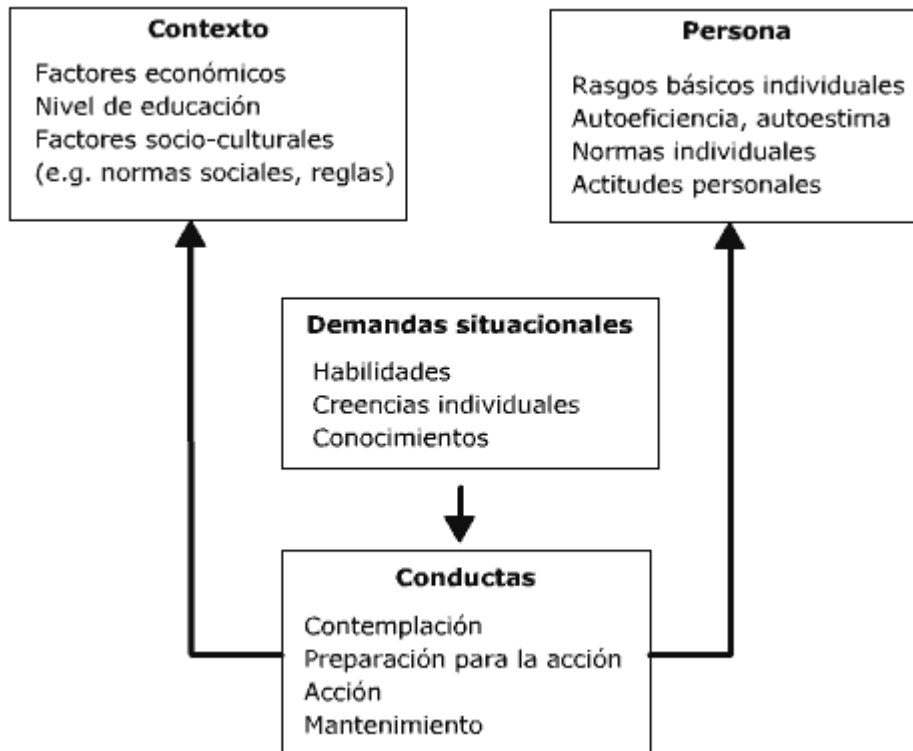 Contexto
Factores económicos
Nivel de educación
Factores socio-culturales
(e.g. normas sociales, reglas)
Persona
Rasgos básicos individuales
Autoeficiencia, autoestima
Normas individuales
Actitudes personales
Demandas situacionales
Habilidades
Creencias individuales
Conocimientos
Conductas
Contemplación
Preparación para la acción
Acción
Mantenimiento